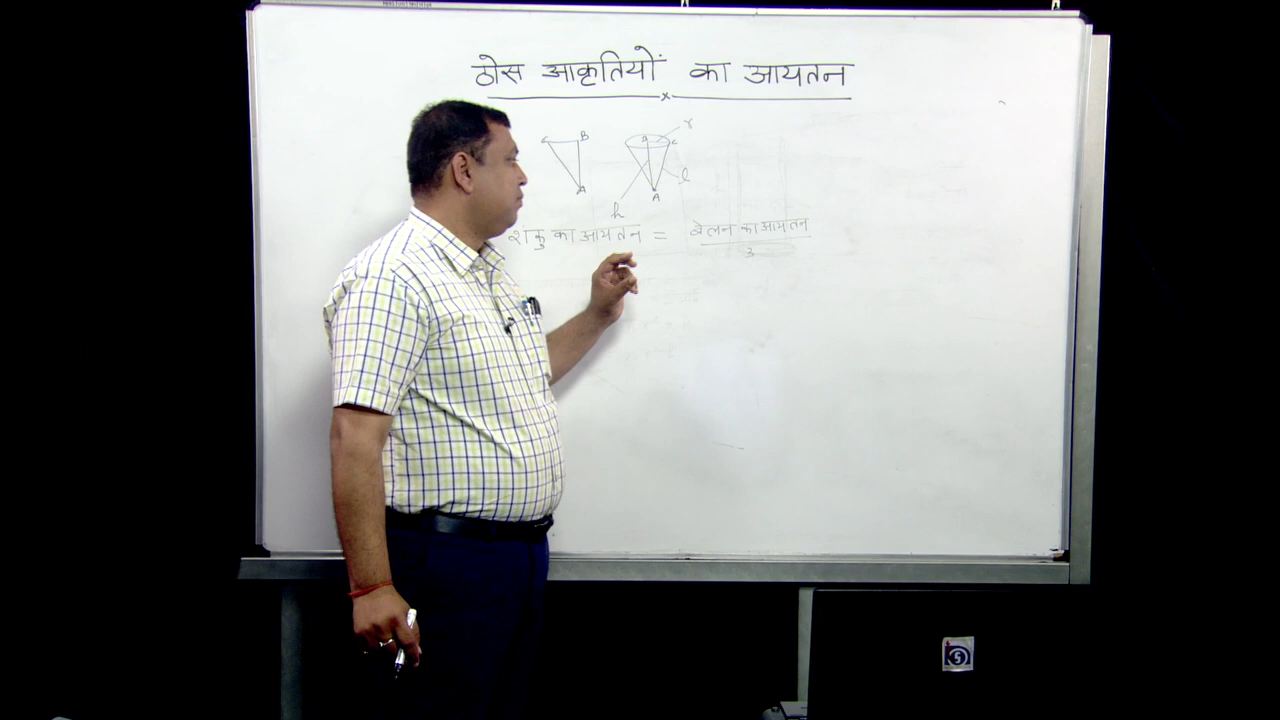 ठोस आकृतियों का आयतन
x
C B
A
B r
C
l
A
h
शंकु का आयतन = बेलन का आयतन
3